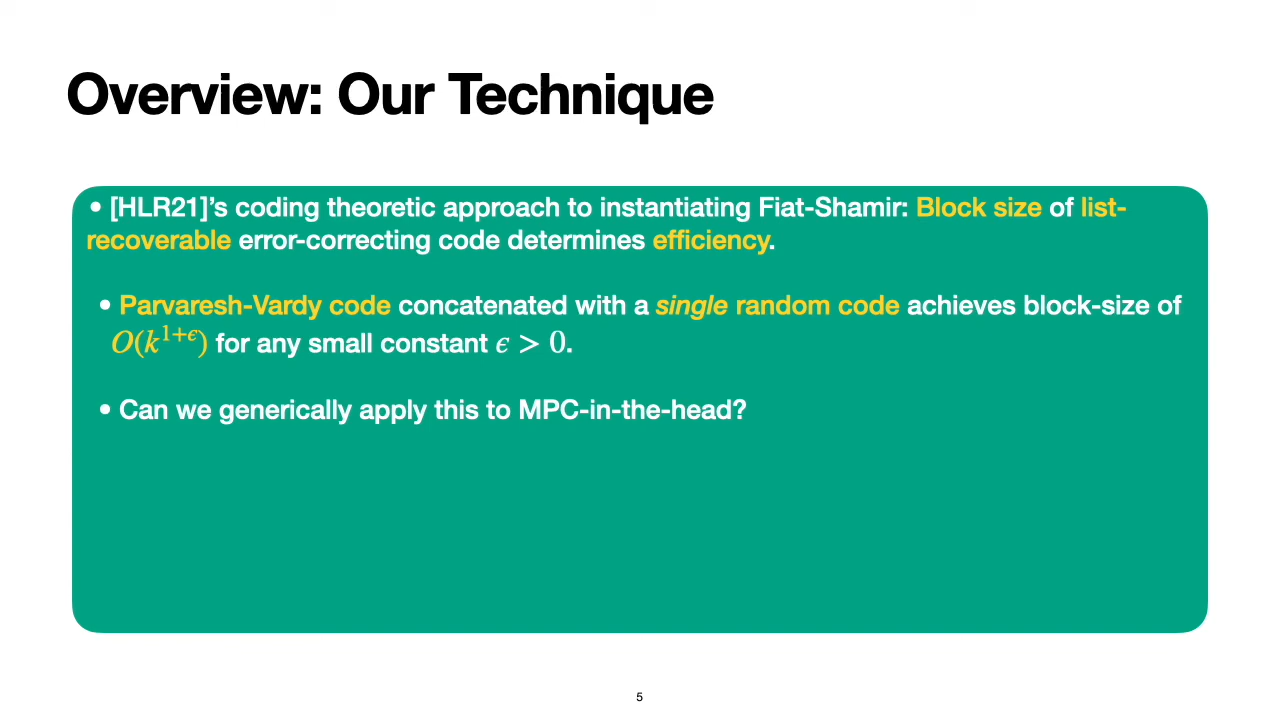 Overview: Our Technique
• [HLR21]’s coding theoretic approach to instantiating Fiat-Shamir: Block size of list-
recoverable error-correcting code determines efficiency.
• Parvaresh-Vardy code concatenated with a single random code achieves block-size of
O(k^{1+ϵ}) for any small constant ϵ > 0.
• Can we generically apply this to MPC-in-the-head?
5